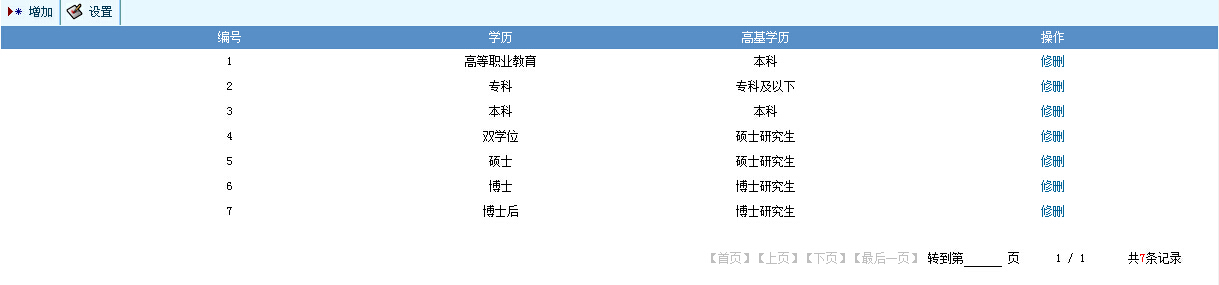 增加 设置
编号 学历 高基学历 操作
1 高等职业教育 本科 修删
2 专科 专科及以下 修删
3 本科 本科 修删
4 双学位 硕士研究生 修删
5 硕士 硕士研究生 修删
6 博士 博士研究生 修删
7 博士后 博士研究生 修删
【首页】【上页】【下页】【最后一页】 转到第 页 1 / 1 共7条记录